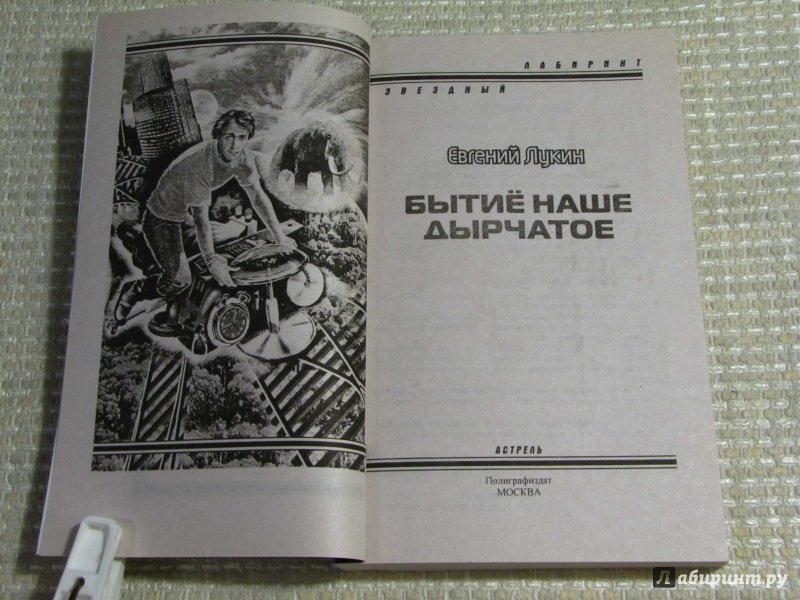 ЛАБИРИНТ
ЗВЕЗДНЫЙ
Евгений Лукин
БЫТИЁ НАШЕ
ДЫРЧАТОЕ
АСТРЕЛЬ
Полиграфиздат
МОСКВА
Лабиринт.ру